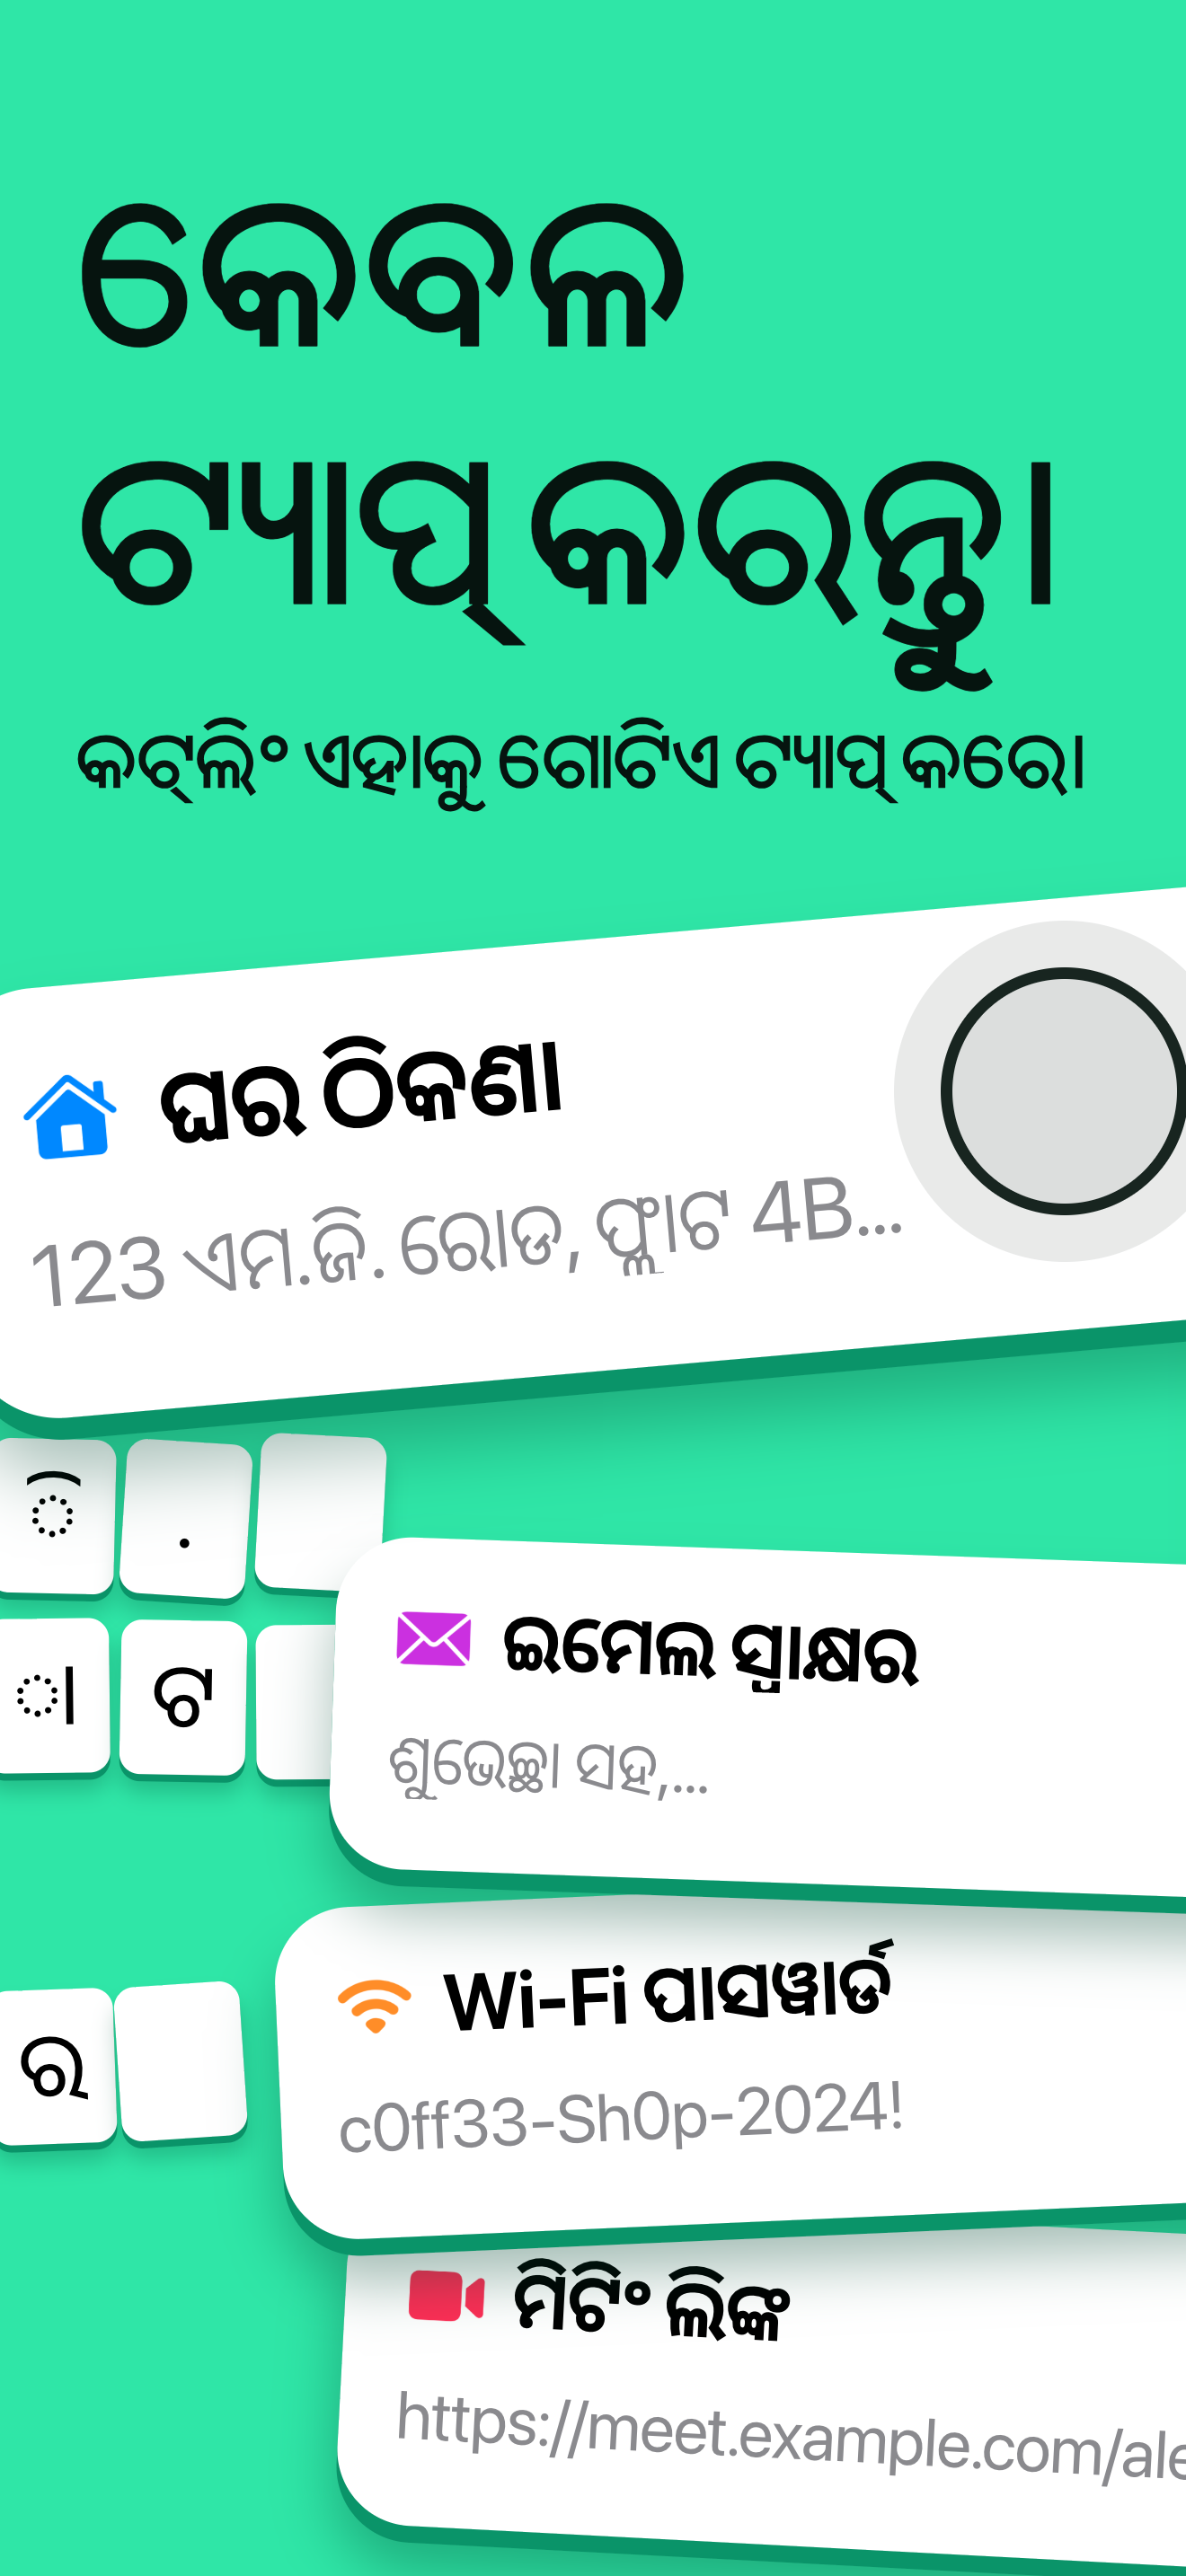 କେବଳ
ଟ୍ୟାପ୍ କରନ୍ତୁ।
କଟ୍‌ଲିଂ ଏହାକୁ ଗୋଟିଏ ଟ୍ୟାପ୍ କରେ।
ଘର ଠିକଣା
123 ଏମ.ଜି. ରୋଡ, ଫ୍ଲାଟ 4B...
ି .
ା ଟ
ଇମେଲ ସ୍ୱାକ୍ଷର
ଶୁଭେଚ୍ଛା ସହ,...
ର
Wi-Fi ପାସୱାର୍ଡ
c0ff33-Sh0p-2024!
ମିଟିଂ ଲିଙ୍କ
https://meet.example.com/ale